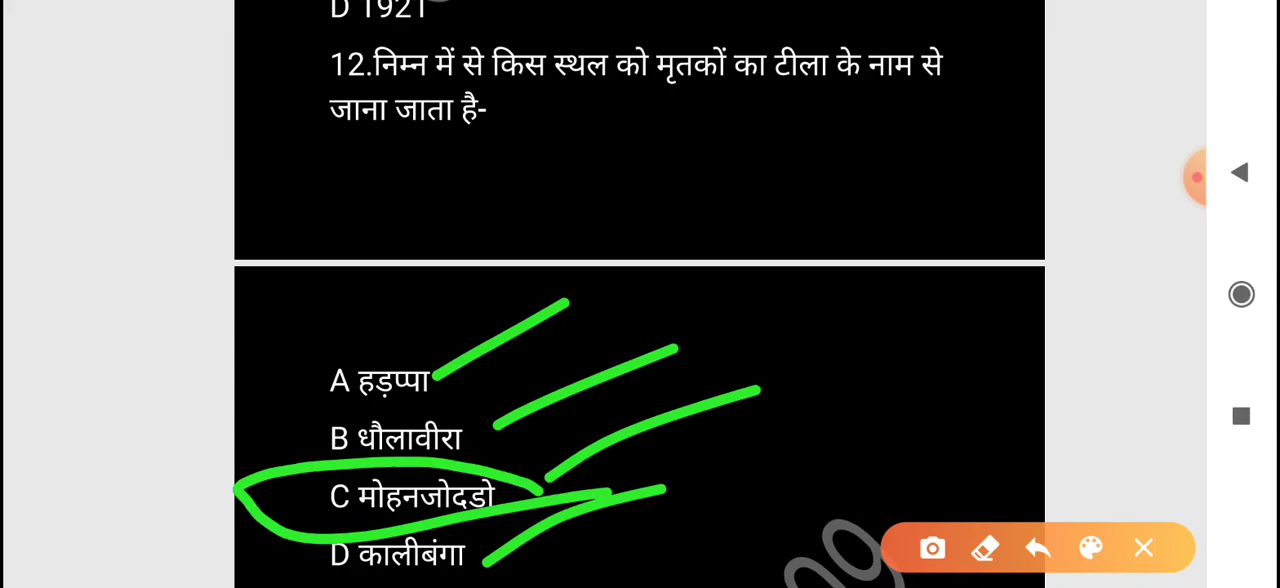 D 1921
12.निम्न में से किस स्थल को मृतकों का टीला के नाम से
जाना जाता है-
A हड़प्पा
B धौलावीरा
C मोहनजोदडो
D कालीबंगा